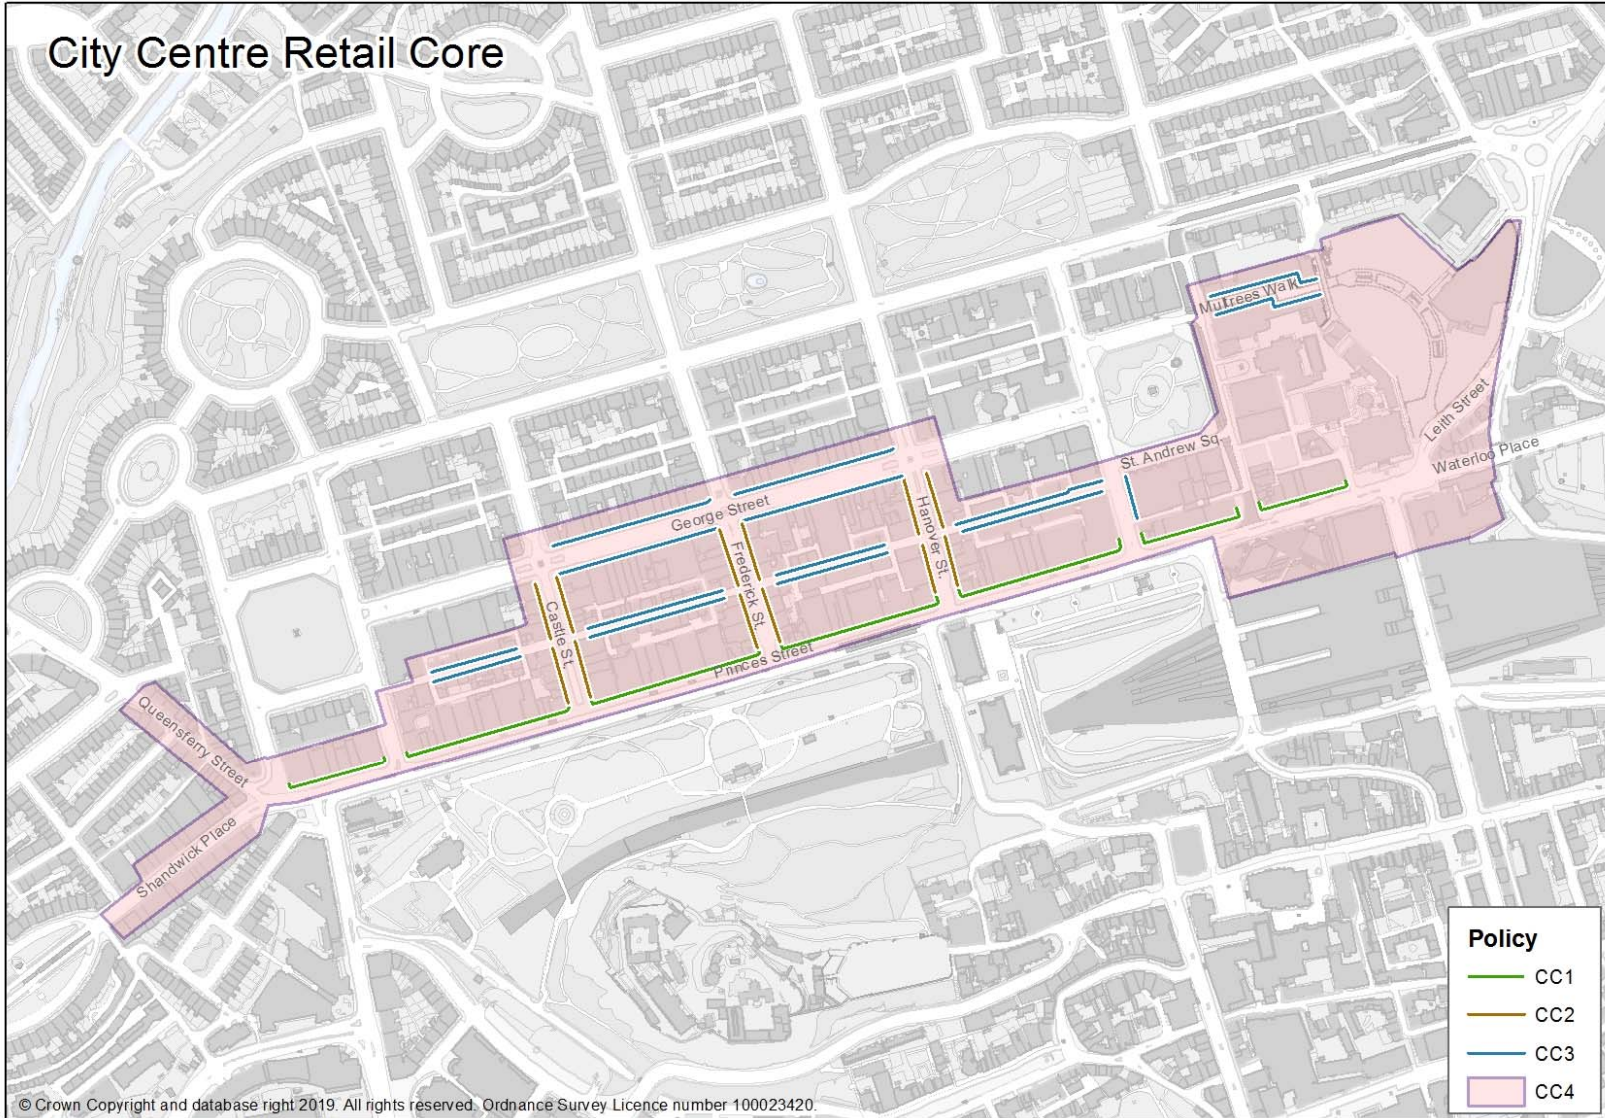 City Centre Retail Core
Multrees Walk
Leith Street
St. Andrew Sq.
Waterloo Place
George Street
Hanover St.
Frederick St.
Castle St.
Princes Street
Queensferry Street
Shandwick Place
Policy
CC1
CC2
CC3
CC4
© Crown Copyright and database right 2019. All rights reserved. Ordnance Survey Licence number 100023420.